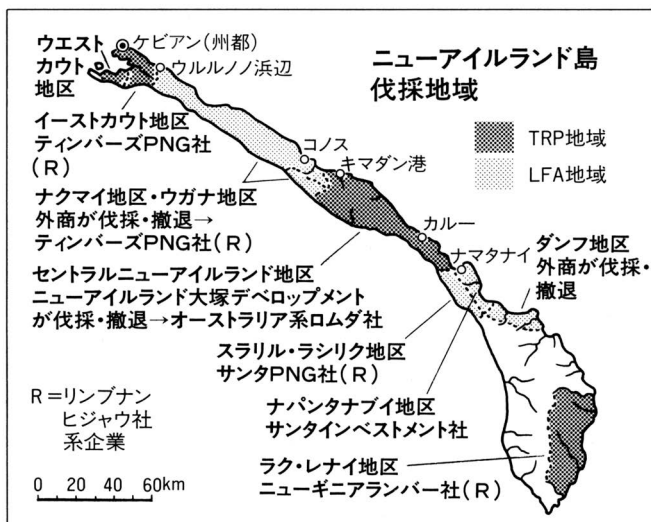 ニューアイルランド島
伐採地域
TRP地域
LFA地域
ウエスト
カウト
地区
ケビアン(州都)
ウルルノノ浜辺
イーストカウト地区
ティンバーズPNG社
(R)
コノス
キマダン港
ナクマイ地区・ウガナ地区
外商が伐採・撤退→
ティンバーズPNG社(R)
カルー
ナマタナイ
ダンフ地区
外商が伐採・
撤退
セントラルニューアイルランド地区
ニューアイルランド大塚デベロップメント
が伐採・撤退→オーストラリア系ロムダ社
スラリル・ラシリク地区
サンタPNG社(R)
R=リンブナン
ヒジャウ社
系企業
ナパンタナブイ地区
サンタインベストメント社
ラク・レナイ地区
ニューギニアランバー社(R)
0 20 40 60km